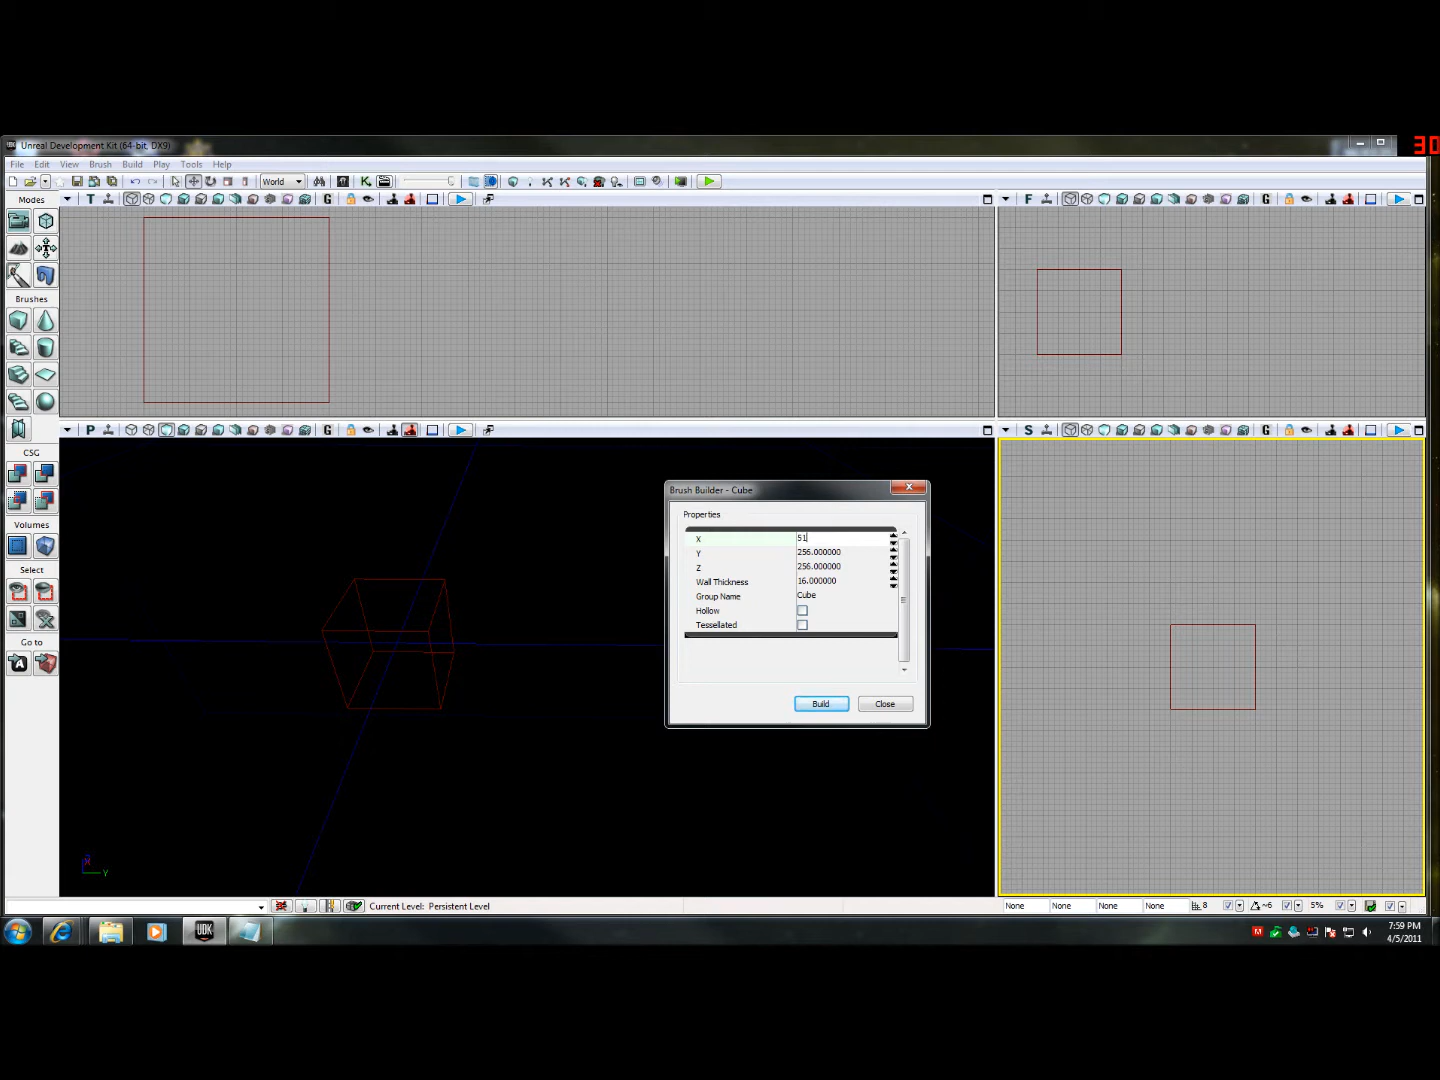 30
Unreal Development Kit (64-bit, DX9)
File Edit View Brush Build Play Tools Help
World
Modes
T
G
F
G
Brushes
P
G
S
G
CSG
Volumes
Select
Go to
Brush Builder - Cube
Properties
X 51
Y 256.000000
Z 256.000000
Wall Thickness 16.000000
Group Name Cube
Hollow
Tessellated
Build Close
Y
Current Level: Persistent Level
None None None None 8 ~6 5%
UDK
7:59 PM
4/5/2011